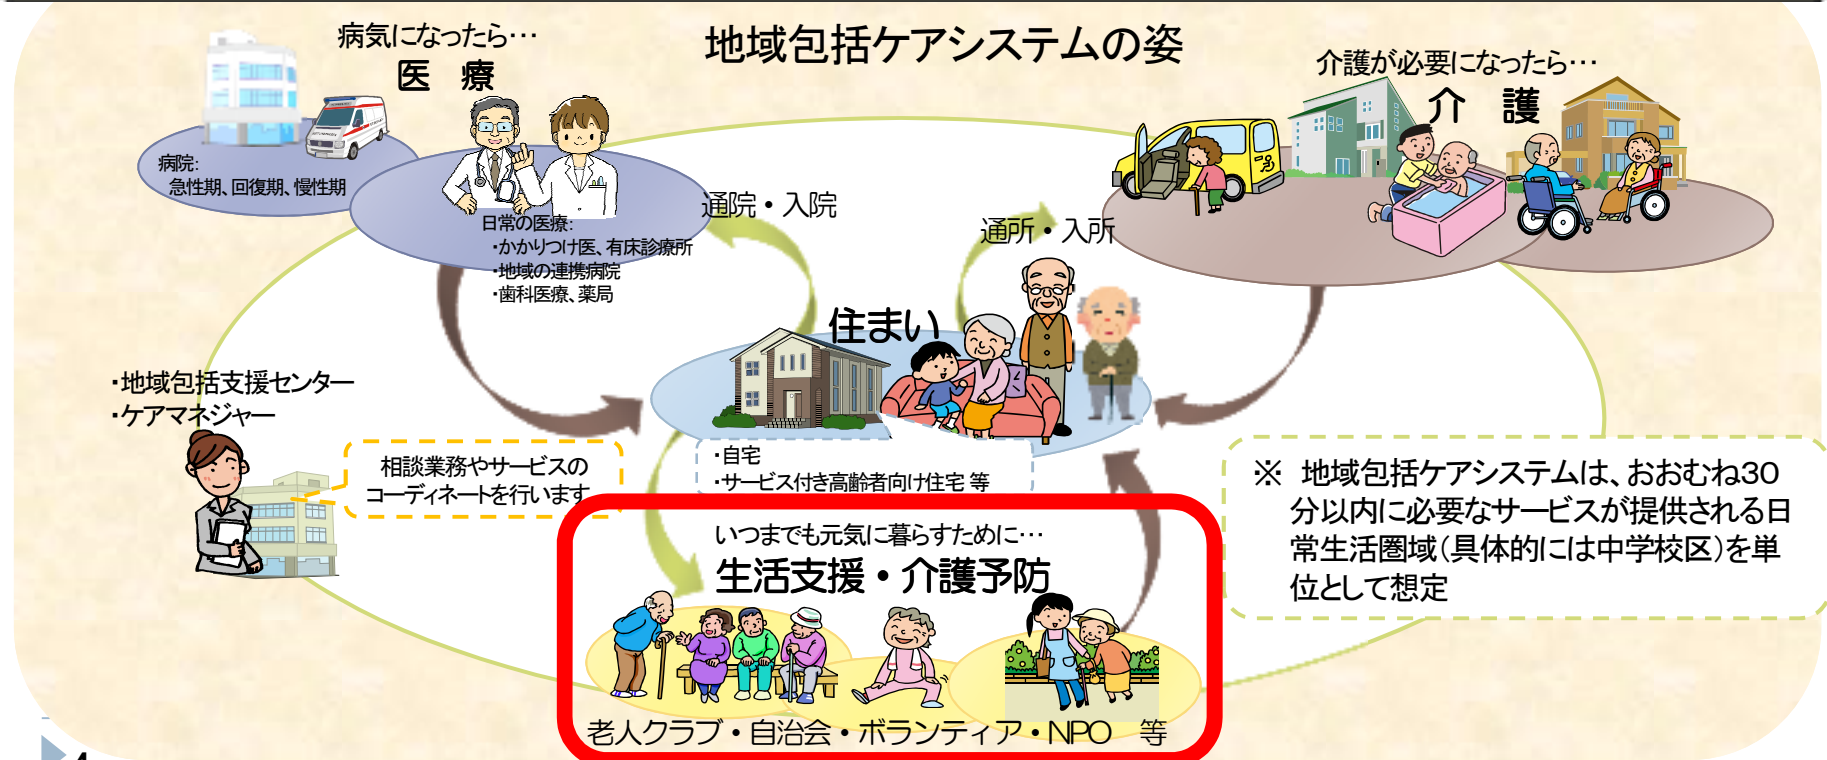 地域包括ケアシステムの姿
病気になったら…
医　療
病院:
急性期、回復期、慢性期
日常の医療:
・かかりつけ医、有床診療所
・地域の連携病院
・歯科医療、薬局
通院・入院
通所・入所
介護が必要になったら…
介　護
住まい
・自宅
・サービス付き高齢者向け住宅 等
・地域包括支援センター
・ケアマネジャー
相談業務やサービスの
コーディネートを行います
※　地域包括ケアシステムは、おおむね30
分以内に必要なサービスが提供される日
常生活圏域(具体的には中学校区)を単
位として想定
いつまでも元気に暮らすために…
生活支援・介護予防
老人クラブ・自治会・ボランティア・NPO　等